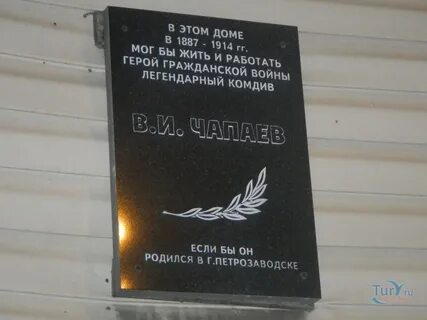 В ЭТОМ ДОМЕ
В 1887 - 1914 гг.
МОГ БЫ ЖИТЬ И РАБОТАТЬ
ГЕРОЙ ГРАЖДАНСКОЙ ВОЙНЫ
ЛЕГЕНДАРНЫЙ КОМДИВ
В.И. ЧАПАЕВ
ЕСЛИ БЫ ОН
РОДИЛСЯ В Г.ПЕТРОЗАВОДСКЕ
Tury.ru